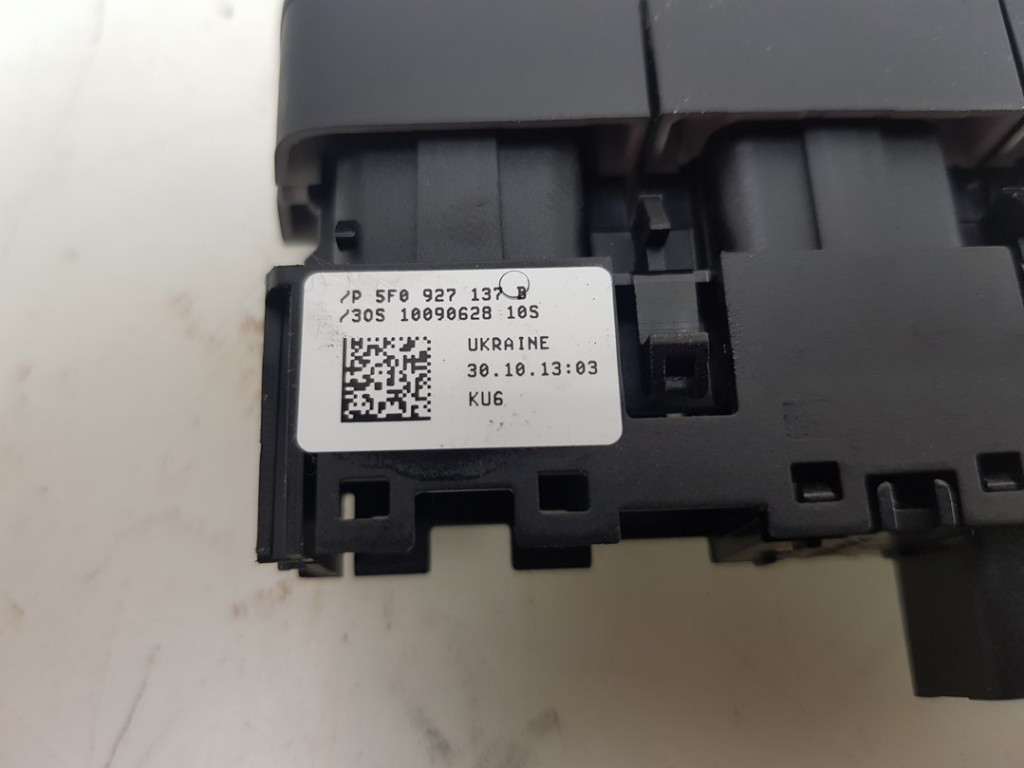 /P 5F0 927 137 B
/30S 10090628 10S
UKRAINE
30.10.13:03
KU6